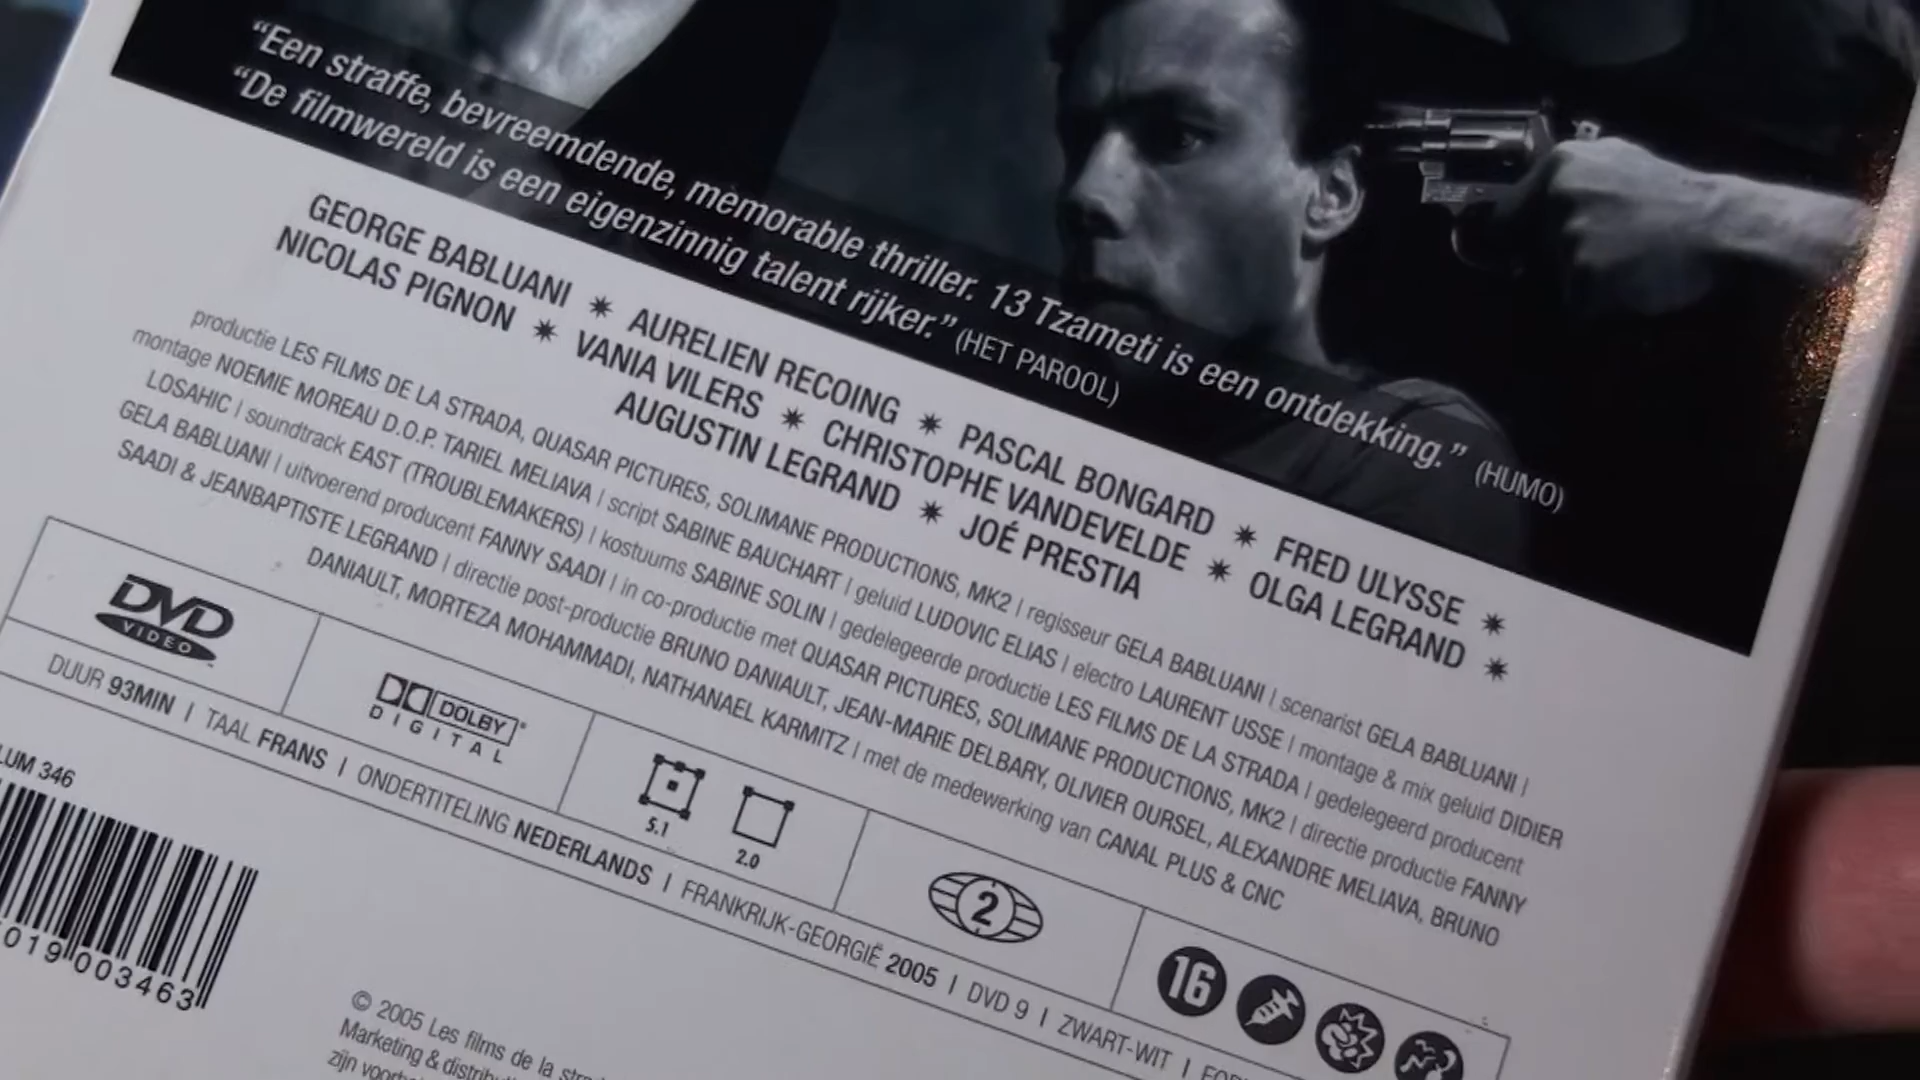 “Een straffe, bevreemdende, memorable thriller. 13 Tzameti is een ontdekking.” (HUMO)
“De filmwereld is een eigenzinnig talent rijker.” (HET PAROOL)
GEORGE BABLUANI ✷ AURELIEN RECOING ✷ PASCAL BONGARD ✷ FRED ULYSSE ✷
NICOLAS PIGNON ✷ VANIA VILERS ✷ CHRISTOPHE VANDEVELDE ✷ OLGA LEGRAND ✷
AUGUSTIN LEGRAND ✷ JOÉ PRESTIA
productie LES FILMS DE LA STRADA, QUASAR PICTURES, SOLIMANE PRODUCTIONS, MK2 | regisseur GELA BABLUANI | scenarist GELA BABLUANI |
montage NOEMIE MOREAU D.O.P. TARIEL MELIAVA | script SABINE BAUCHART | geluid LUDOVIC ELIAS | electro LAURENT USSE | montage & mix geluid DIDIER
LOSAHIC | soundtrack EAST (TROUBLEMAKERS) | kostuums SABINE SOLIN | gedelegeerde productie LES FILMS DE LA STRADA | gedelegeerd producent
GELA BABLUANI | uitvoerend producent FANNY SAADI | in co-productie met QUASAR PICTURES, SOLIMANE PRODUCTIONS, MK2 | directie productie FANNY
SAADI & JEANBAPTISTE LEGRAND | directie post-productie BRUNO DANIAULT, JEAN-MARIE DELBARY, OLIVIER OURSEL, ALEXANDRE MELIAVA, BRUNO
DANIAULT, MORTEZA MOHAMMADI, NATHANAEL KARMITZ | met de medewerking van CANAL PLUS & CNC
DVD VIDEO
DOLBY DIGITAL
5.1 2.0
2
16
DUUR 93MIN | TAAL FRANS | ONDERTITELING NEDERLANDS | FRANKRIJK-GEORGIË 2005 | DVD 9 | ZWART-WIT |
LUM 346
019 003463
© 2005 Les films de la
Marketing &
zijn